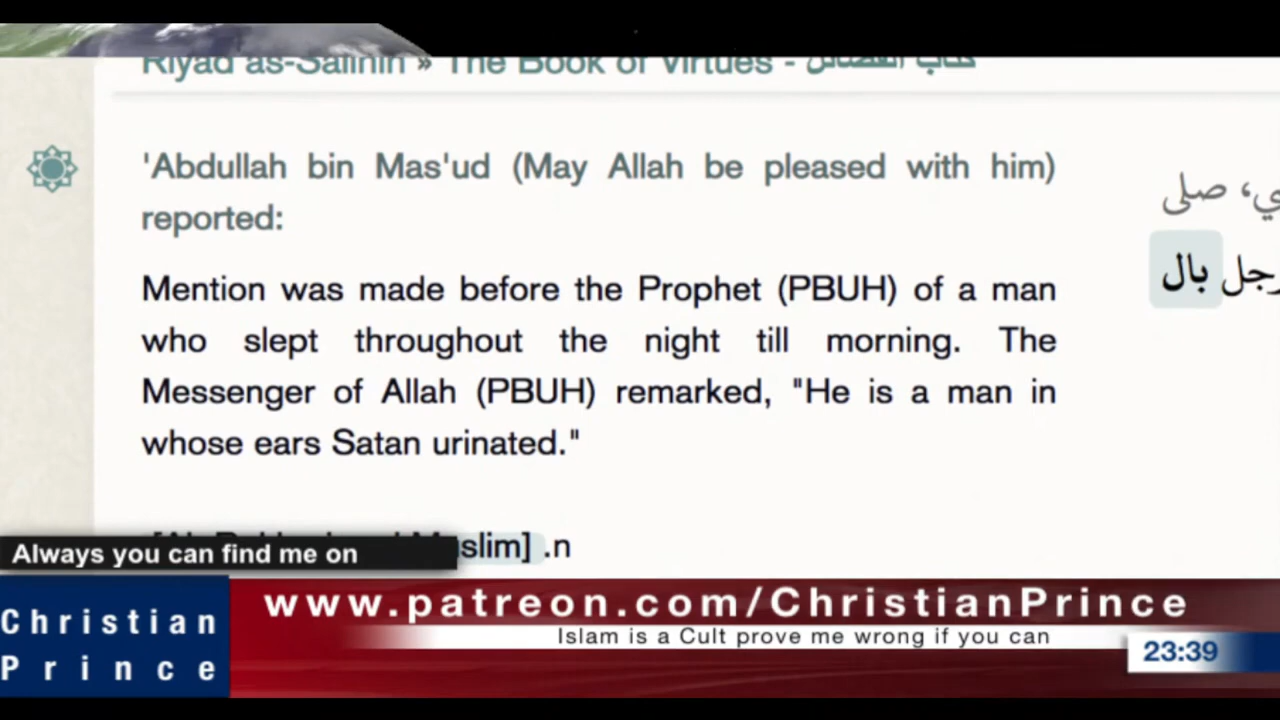 Riyad as-Salihin » The Book of Virtues - كتاب الفضائل
'Abdullah bin Mas'ud (May Allah be pleased with him)
reported:
Mention was made before the Prophet (PBUH) of a man
who slept throughout the night till morning. The
Messenger of Allah (PBUH) remarked, "He is a man in
whose ears Satan urinated."
صلى
بال
slim] .n
Always you can find me on
www.patreon.com/ChristianPrince
Islam is a Cult prove me wrong if you can
Christian
Prince
23:39